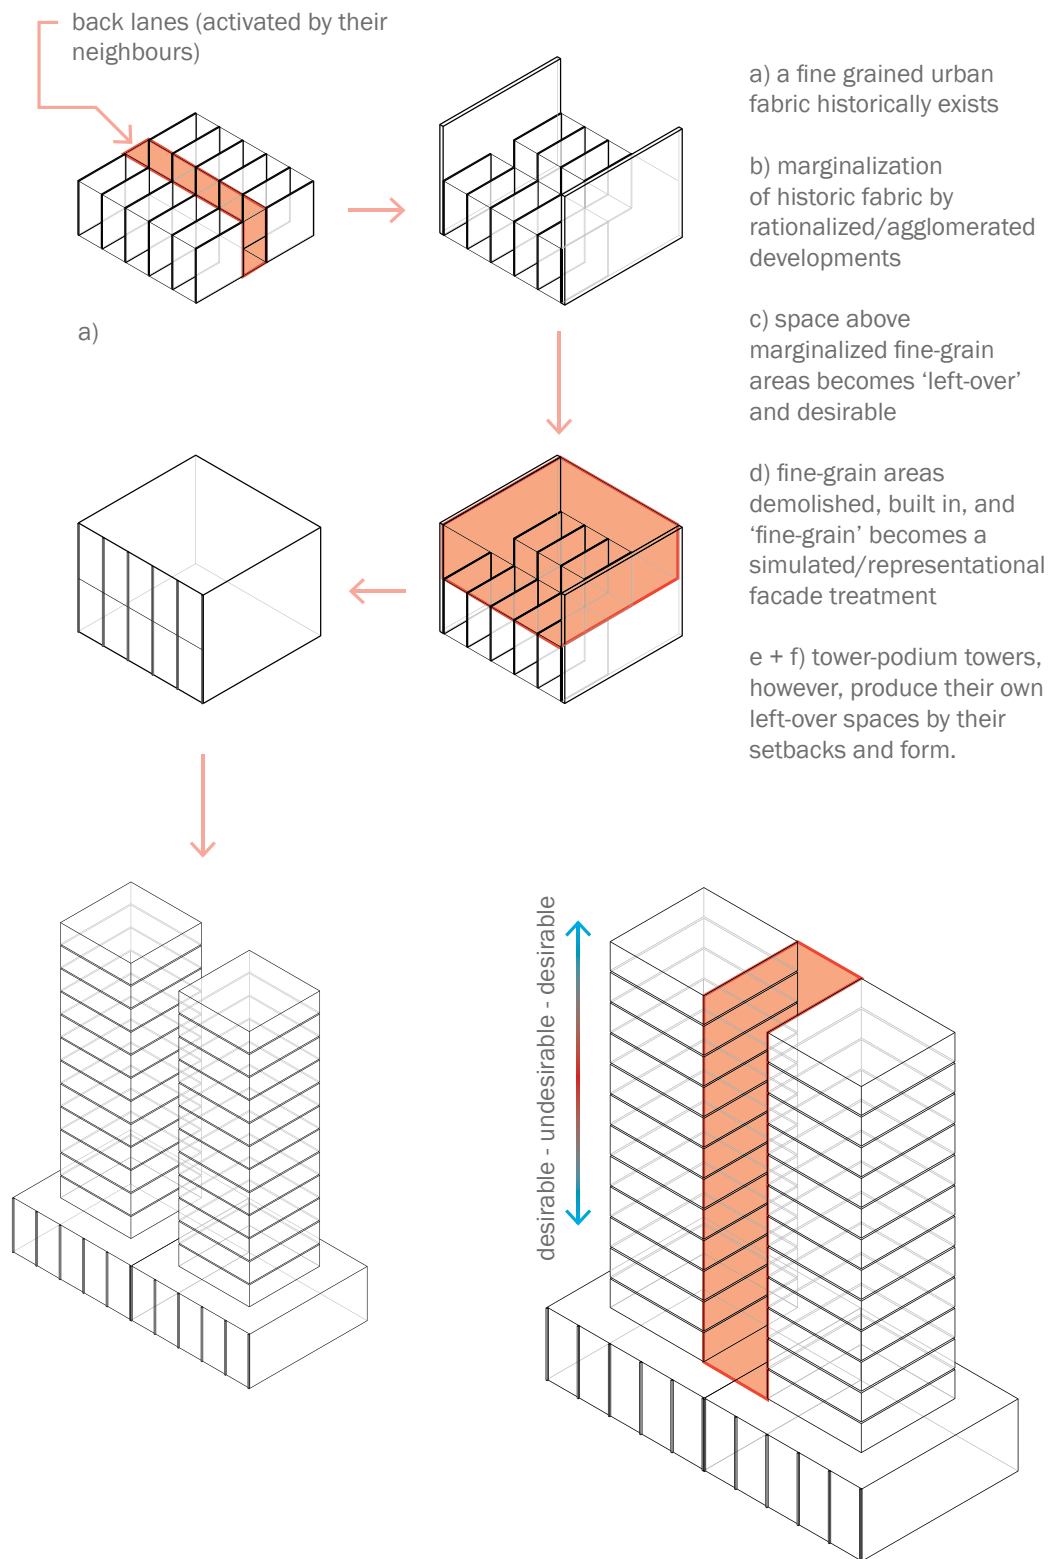 back lanes (activated by their
neighbours)
a)
a) a fine grained urban
fabric historically exists
b) marginalization
of historic fabric by
rationalized/agglomerated
developments
c) space above
marginalized fine-grain
areas becomes ‘left-over’
and desirable
d) fine-grain areas
demolished, built in, and
‘fine-grain’ becomes a
simulated/representational
facade treatment
e + f) tower-podium towers,
however, produce their own
left-over spaces by their
setbacks and form.
desirable - undesirable - desirable